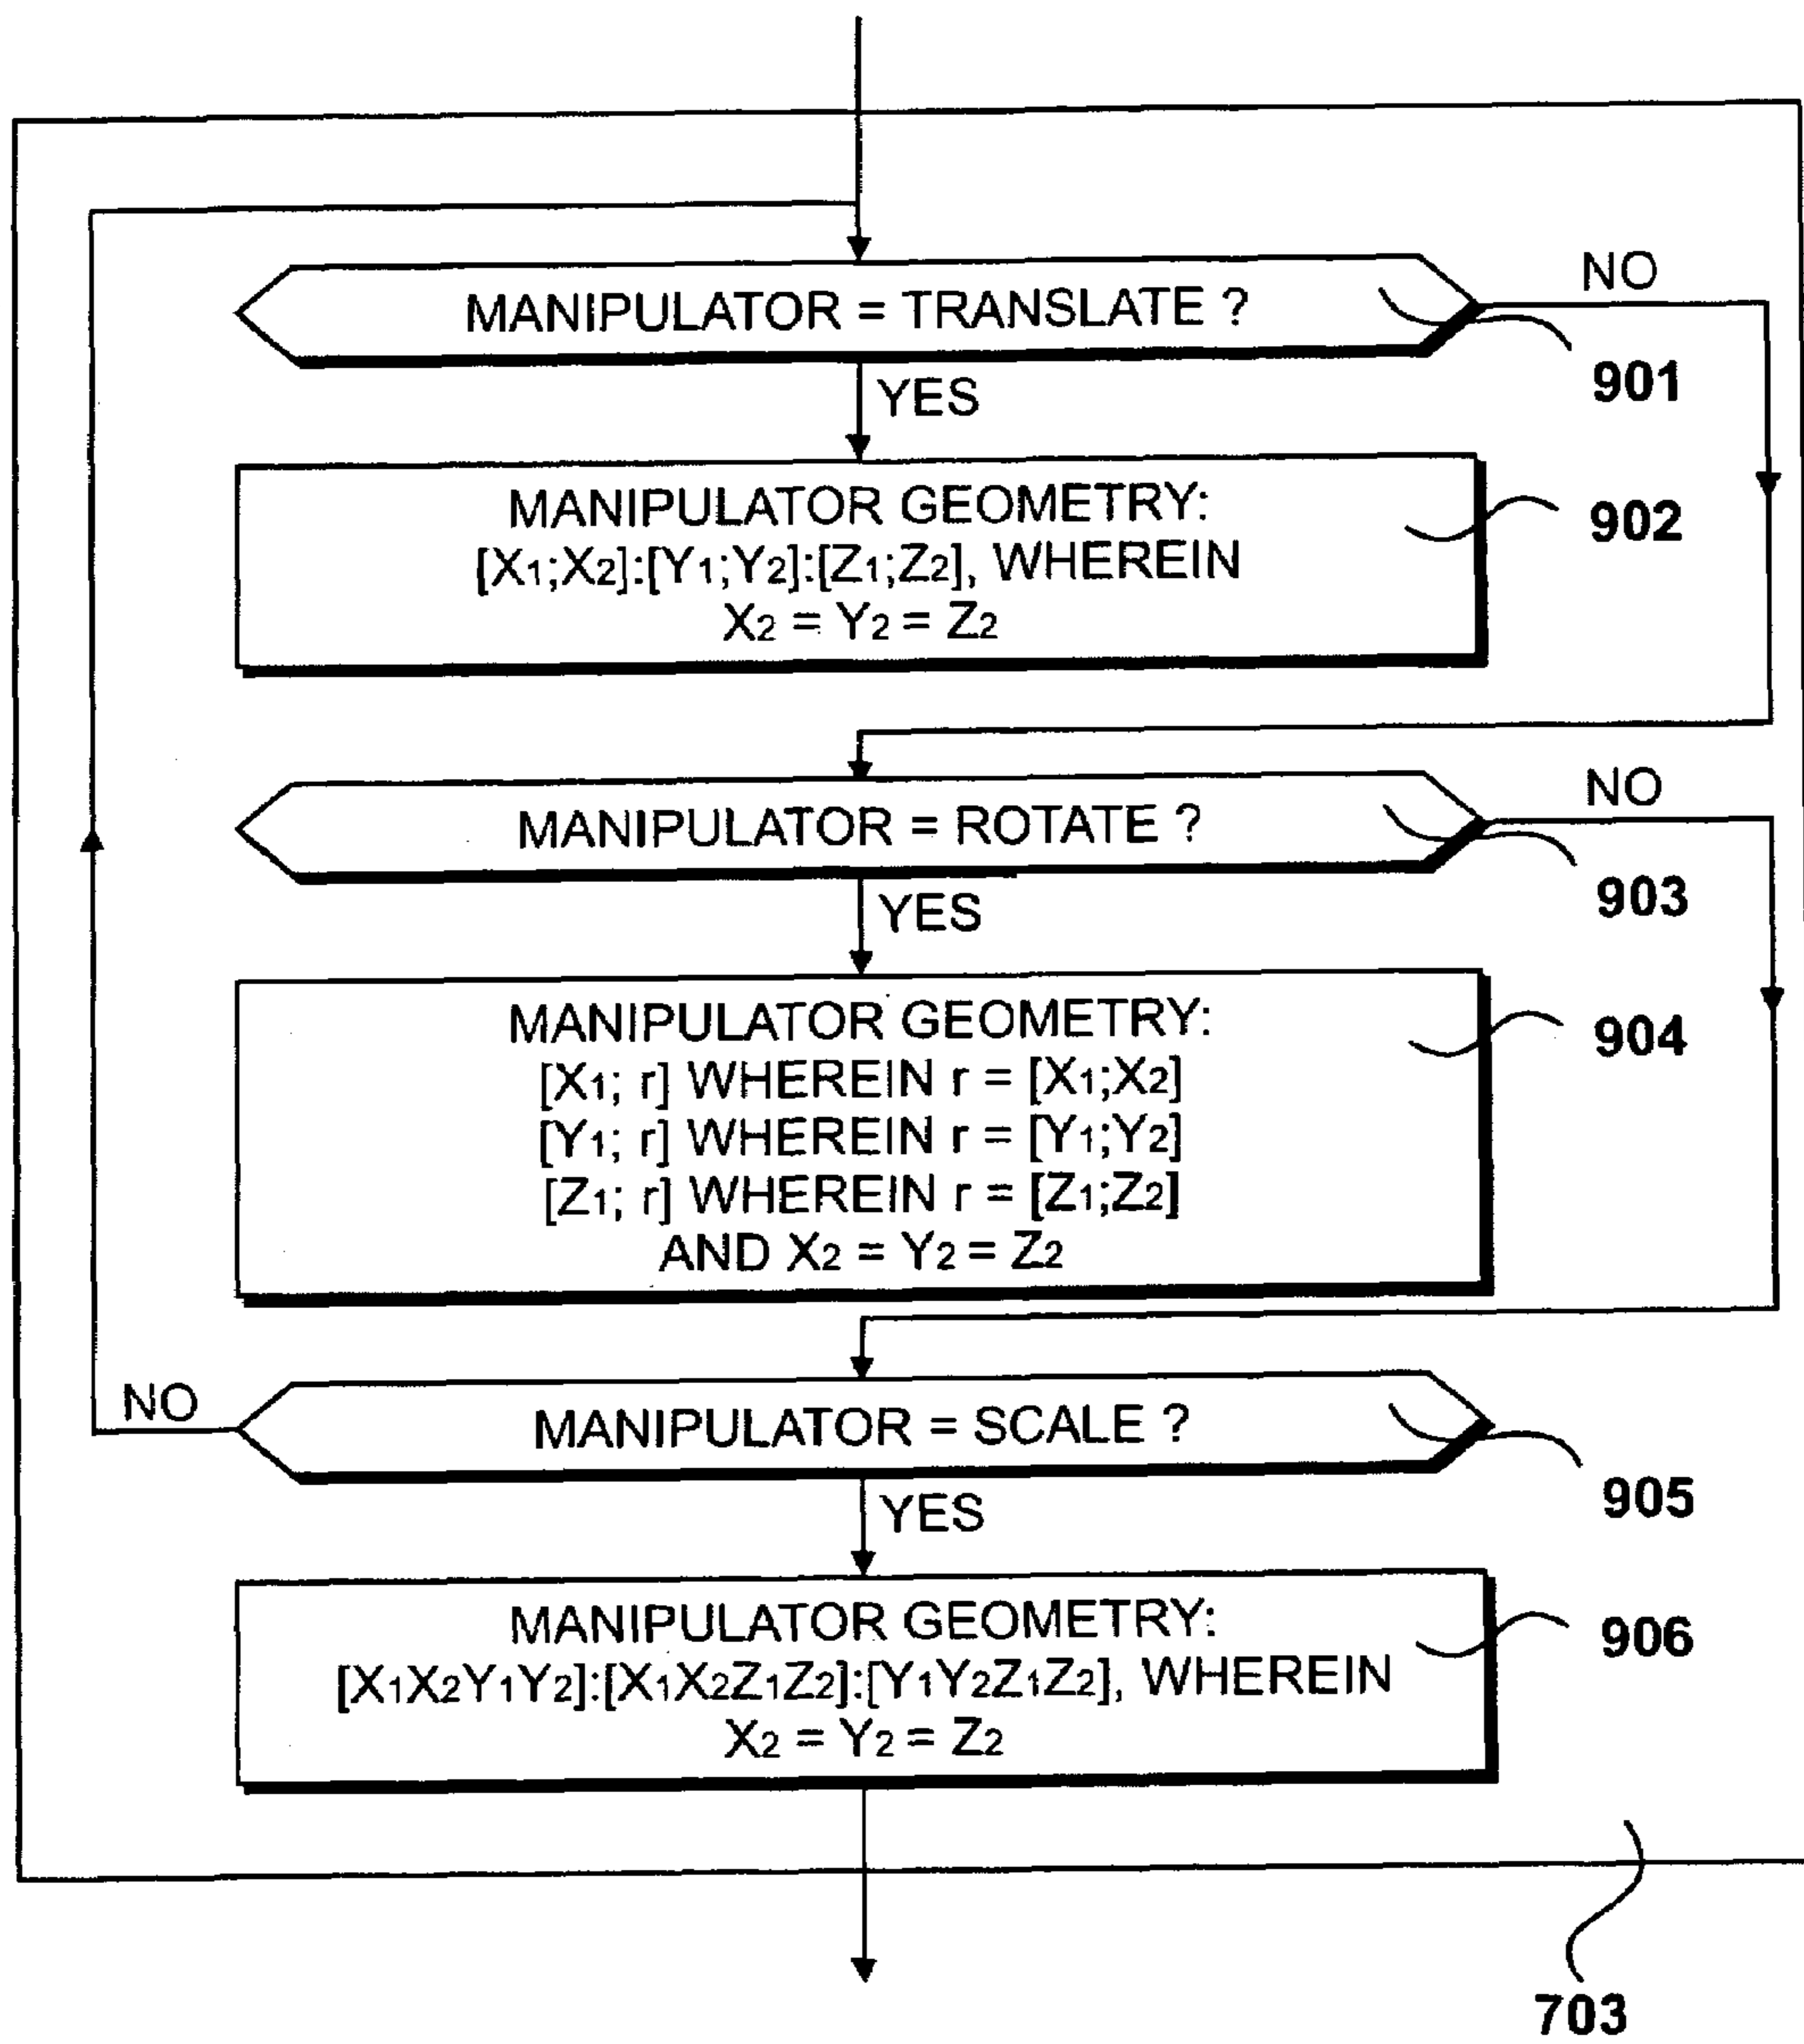 NO
MANIPULATOR = TRANSLATE ?
901
YES
MANIPULATOR GEOMETRY:
902
[X1;X2]:[Y1;Y2]:[Z1;Z2], WHEREIN
X2 = Y2 = Z2
NO
MANIPULATOR = ROTATE ?
903
YES
MANIPULATOR GEOMETRY:
904
[X1; r] WHEREIN r = [X1;X2]
[Y1; r] WHEREIN r = [Y1;Y2]
[Z1; r] WHEREIN r = [Z1;Z2]
AND X2 = Y2 = Z2
NO
MANIPULATOR = SCALE ?
905
YES
MANIPULATOR GEOMETRY:
906
[X1X2Y1Y2]:[X1X2Z1Z2]:[Y1Y2Z1Z2], WHEREIN
X2 = Y2 = Z2
703